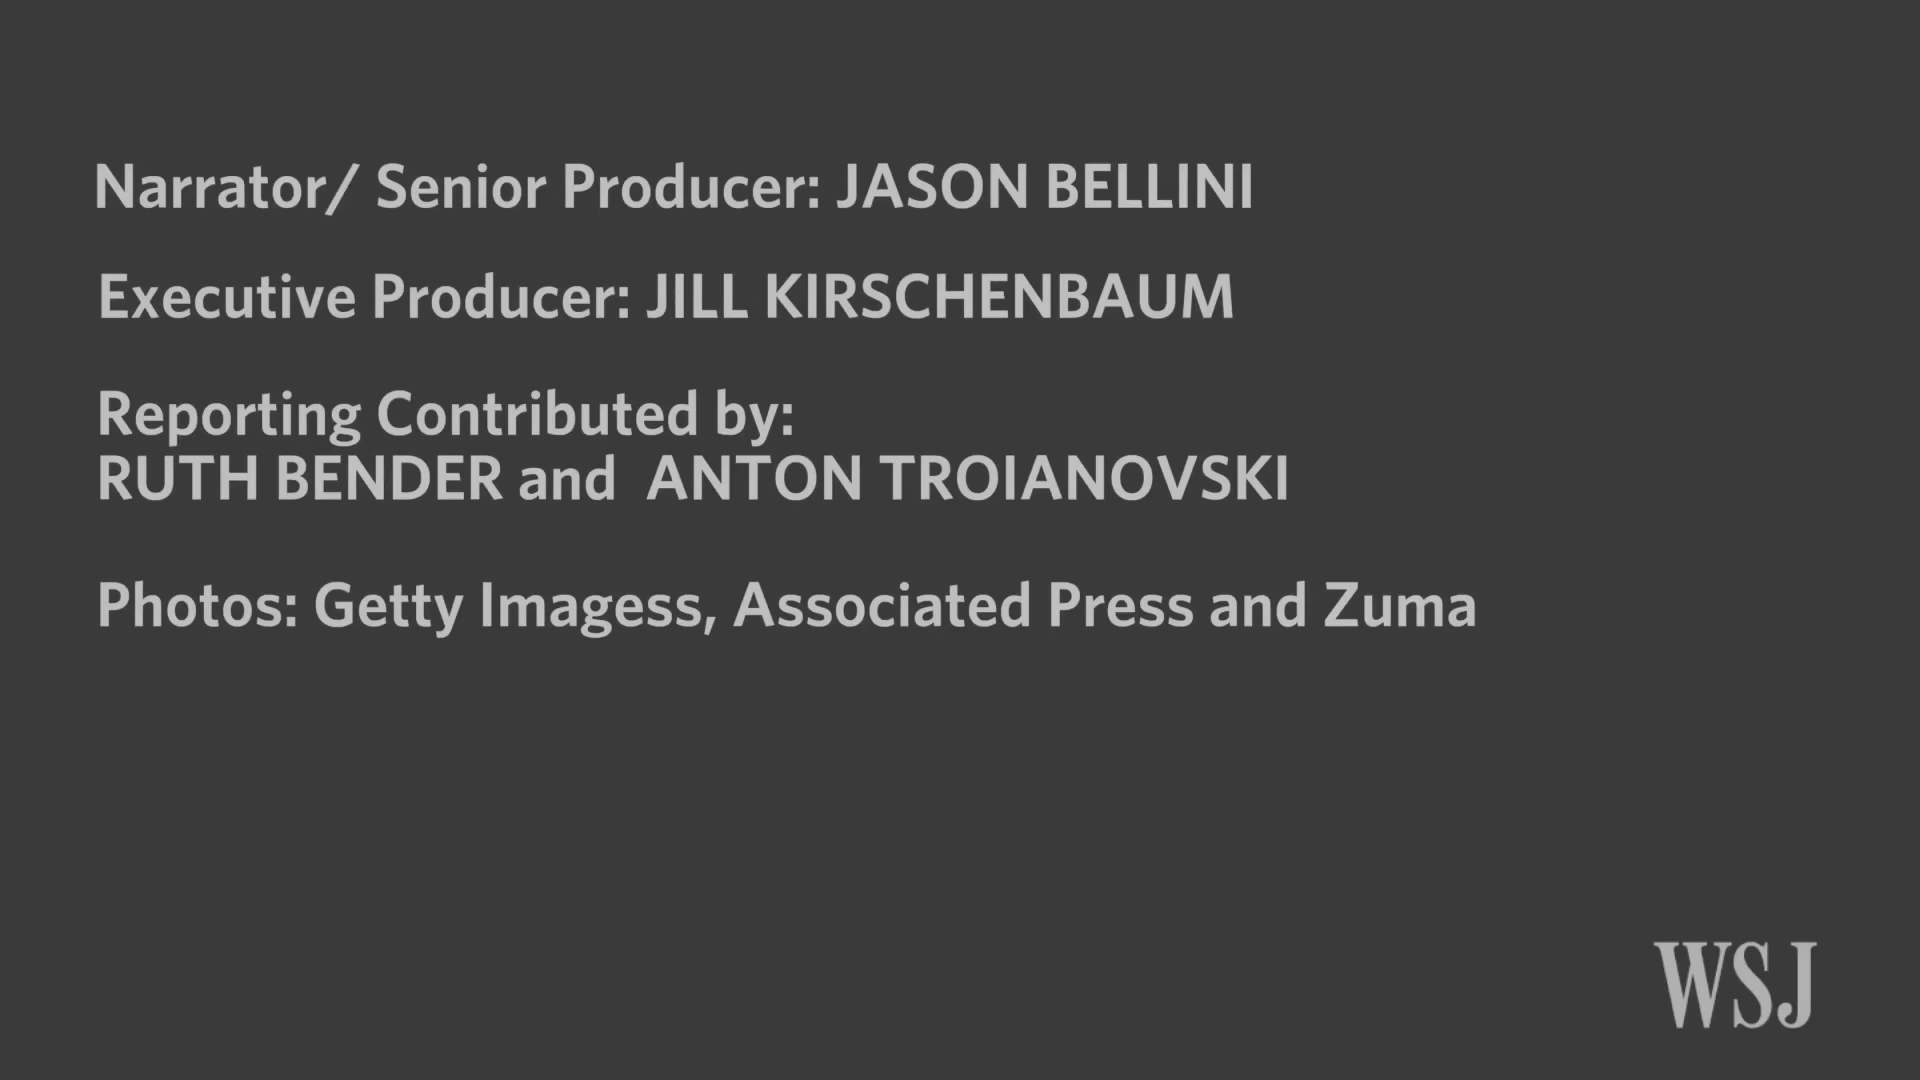 Narrator/ Senior Producer: JASON BELLINI
Executive Producer: JILL KIRSCHENBAUM
Reporting Contributed by:
RUTH BENDER and  ANTON TROIANOVSKI
Photos: Getty Imagess, Associated Press and Zuma
WSJ